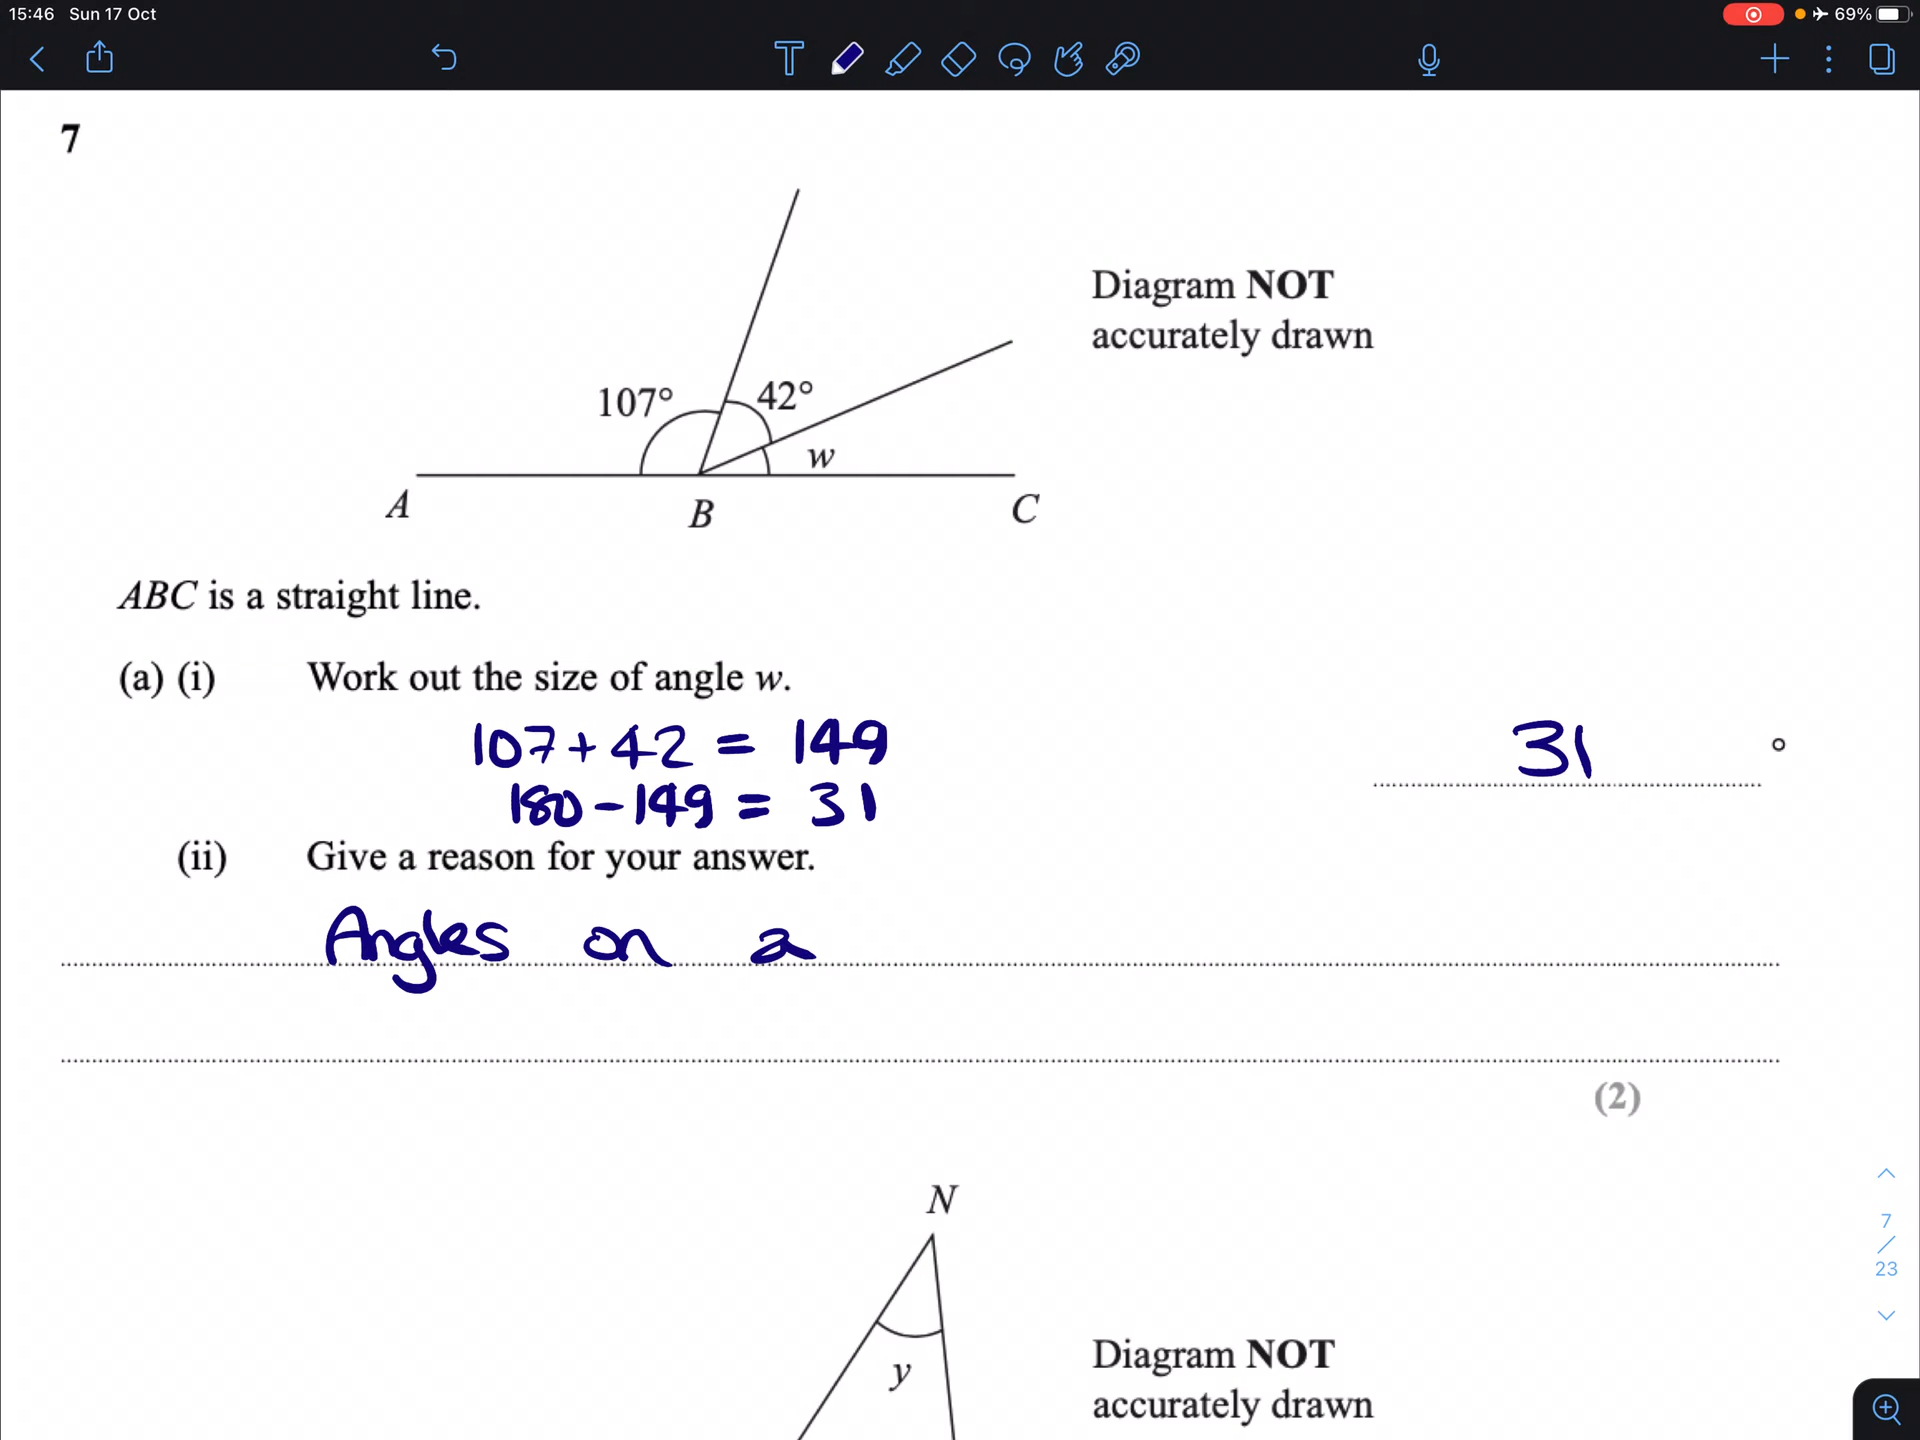 15:46 Sun 17 Oct
69%
T
7
107°
42°
w
A
B
C
Diagram NOT
accurately drawn
ABC is a straight line.
(a) (i) Work out the size of angle w.
107 + 42 = 149
180 - 149 = 31
31 °
(ii) Give a reason for your answer.
Angles on a
(2)
N
y
Diagram NOT
accurately drawn
7
/
23